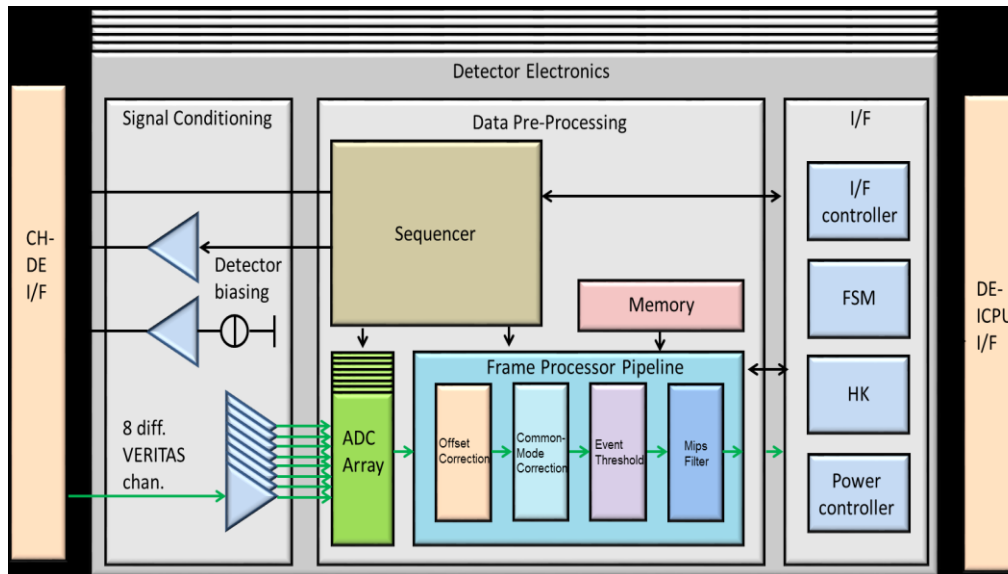 Detector Electronics
Signal Conditioning
Data Pre-Processing
I/F
CH-
DE
I/F
Sequencer
Detector
biasing
8 diff.
VERITAS
chan.
ADC
Array
Memory
Frame Processor Pipeline
Offset
Correction
Common-
Mode
Correction
Event
Threshold
Mips
Filter
I/F
controller
FSM
HK
Power
controller
DE-
ICPU
I/F